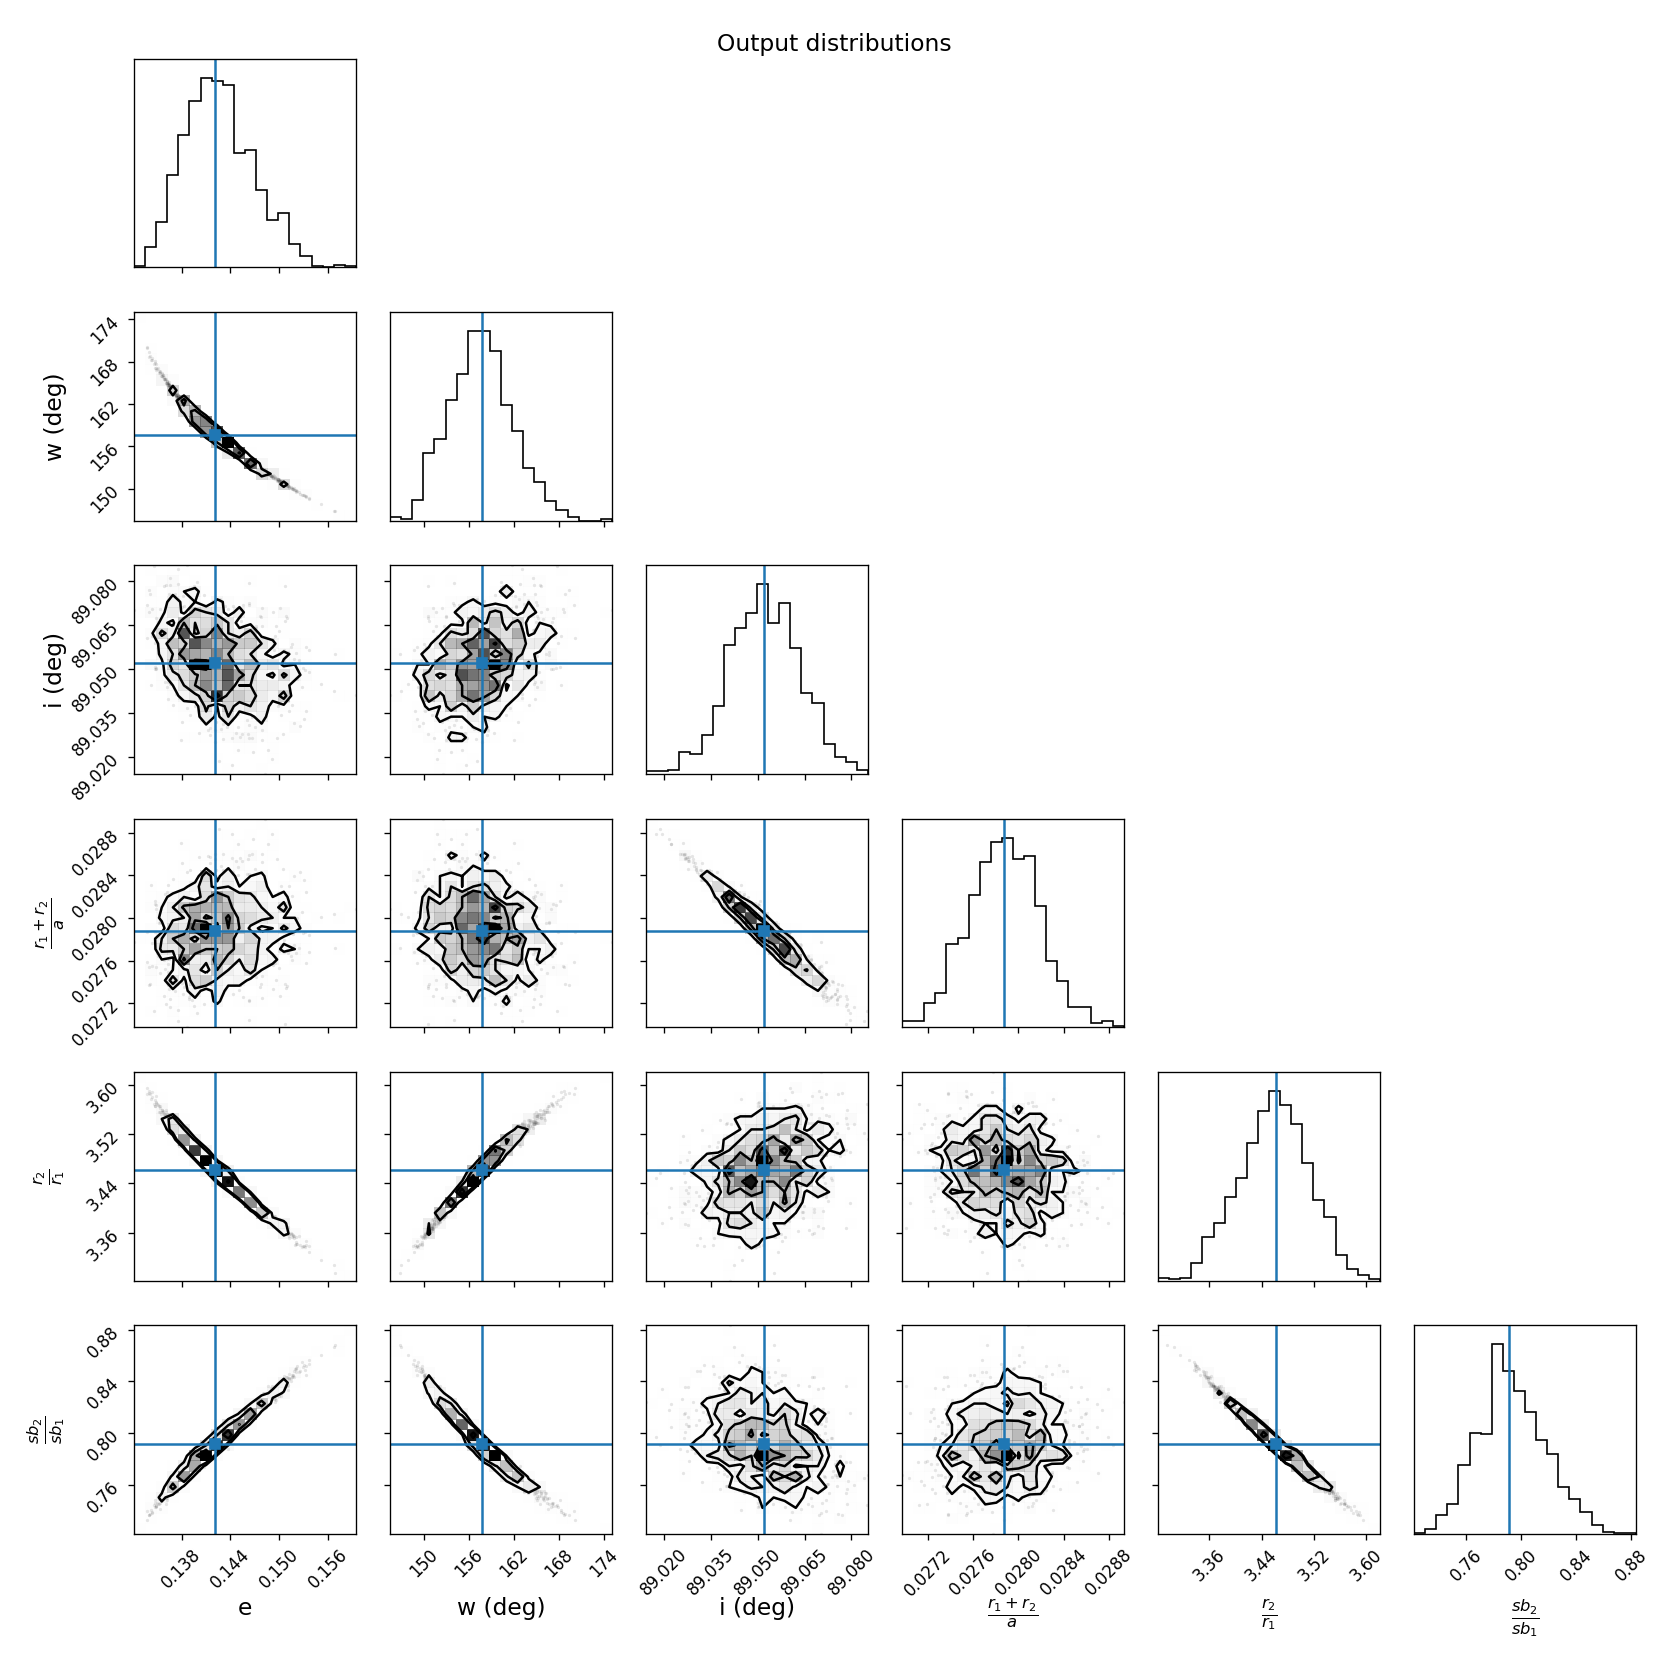 Output distributions
174
168
162
156
150
w (deg)
89.080
89.065
89.050
89.035
89.020
i (deg)
0.0288
0.0284
0.0280
0.0276
0.0272
r₁ + r₂
a
3.60
3.52
3.44
3.36
r₂
r₁
0.88
0.84
0.80
0.76
sb₂
sb₁
0.138 0.144 0.150 0.156
150 156 162 168 174
89.020 89.035 89.050 89.065 89.080
0.0272 0.0276 0.0280 0.0284 0.0288
3.36 3.44 3.52 3.60
0.76 0.80 0.84 0.88
e
w (deg)
i (deg)
r₁ + r₂
a
r₂
r₁
sb₂
sb₁